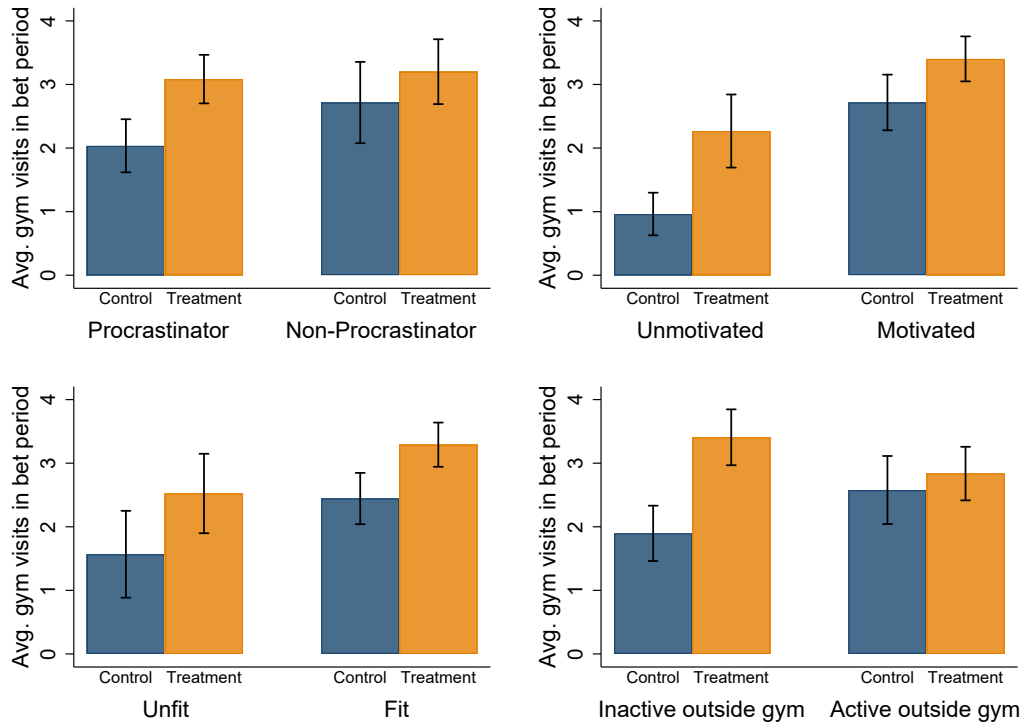 Avg. gym visits in bet period
4
3
2
1
0
Control Treatment Control Treatment
Procrastinator Non-Procrastinator
Avg. gym visits in bet period
4
3
2
1
0
Control Treatment Control Treatment
Unmotivated Motivated
Avg. gym visits in bet period
4
3
2
1
0
Control Treatment Control Treatment
Unfit Fit
Avg. gym visits in bet period
4
3
2
1
0
Control Treatment Control Treatment
Inactive outside gym Active outside gym